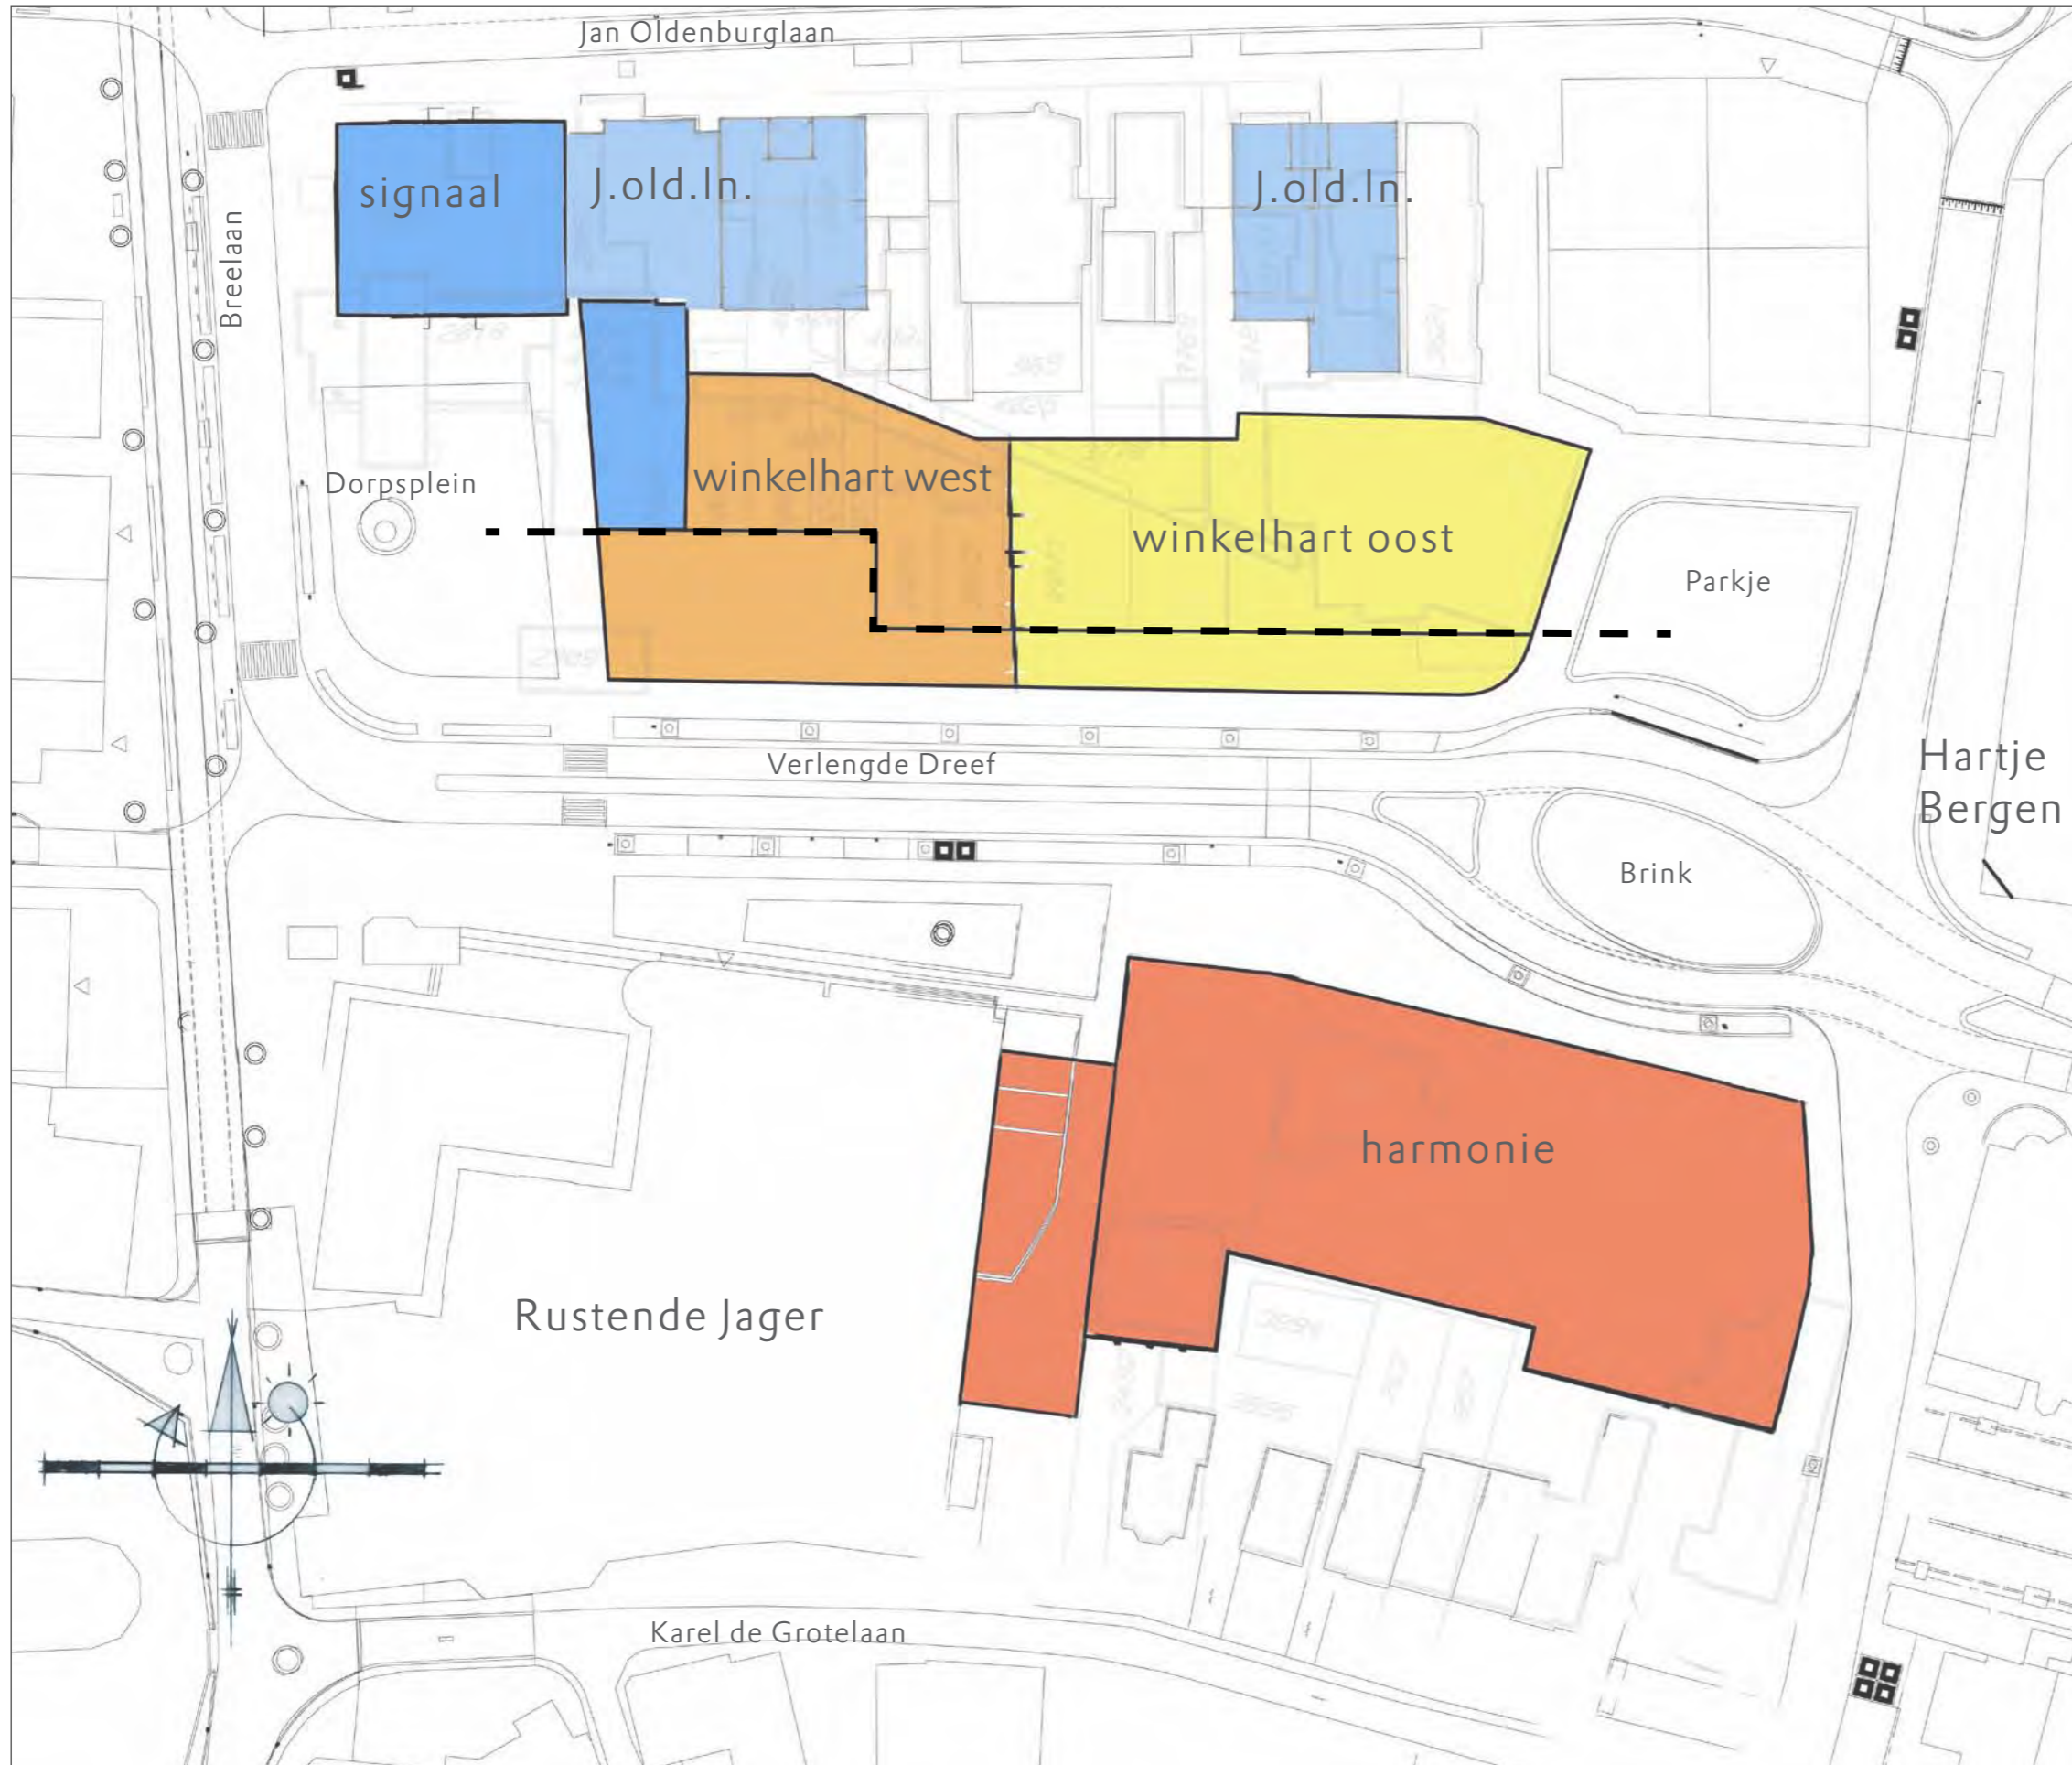 Jan Oldenburglaan
signaal
J.old.ln.
J.old.ln.
Breelaan
Dorpsplein
winkelhart west
winkelhart oost
Parkje
Verlengde Dreef
Hartje
Bergen
Brink
harmonie
Rustende Jager
Karel de Grotelaan